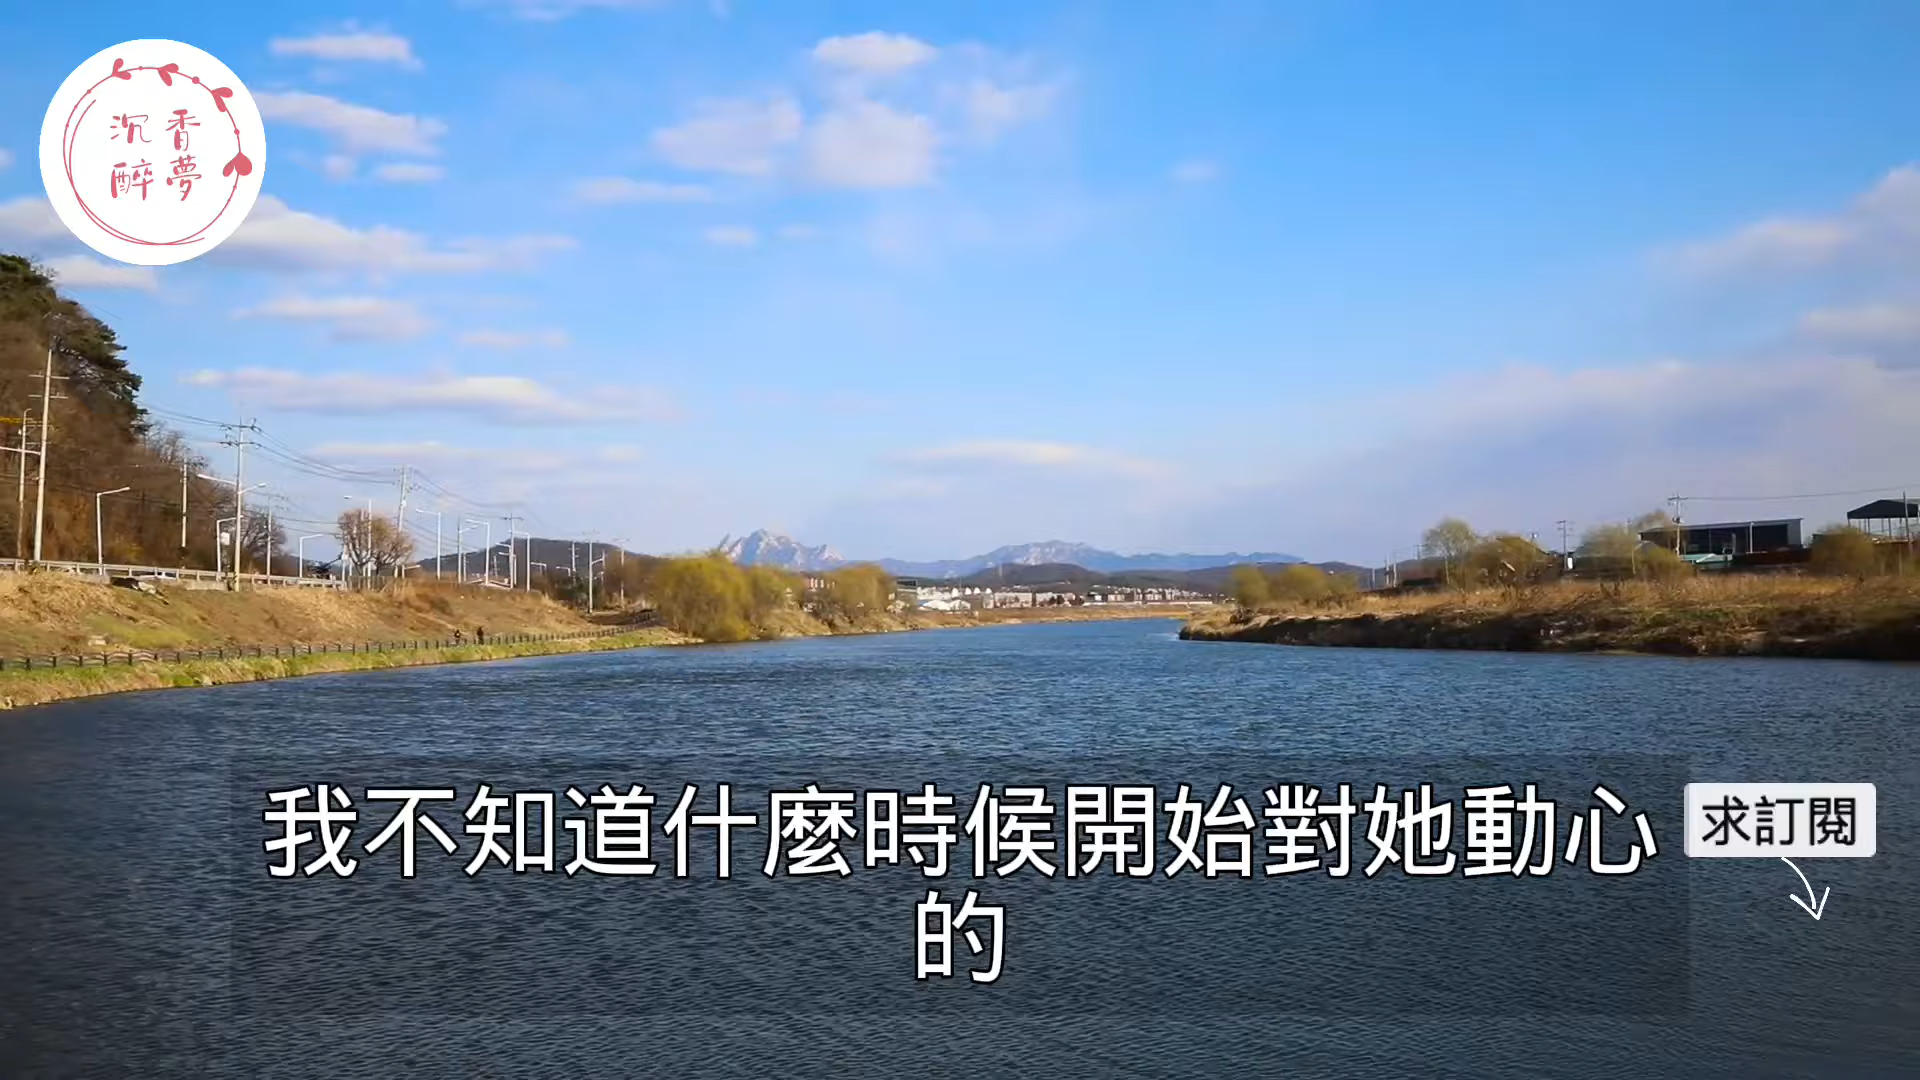 沉香
醉夢
我不知道什麼時候開始對她動心
的
求訂閱